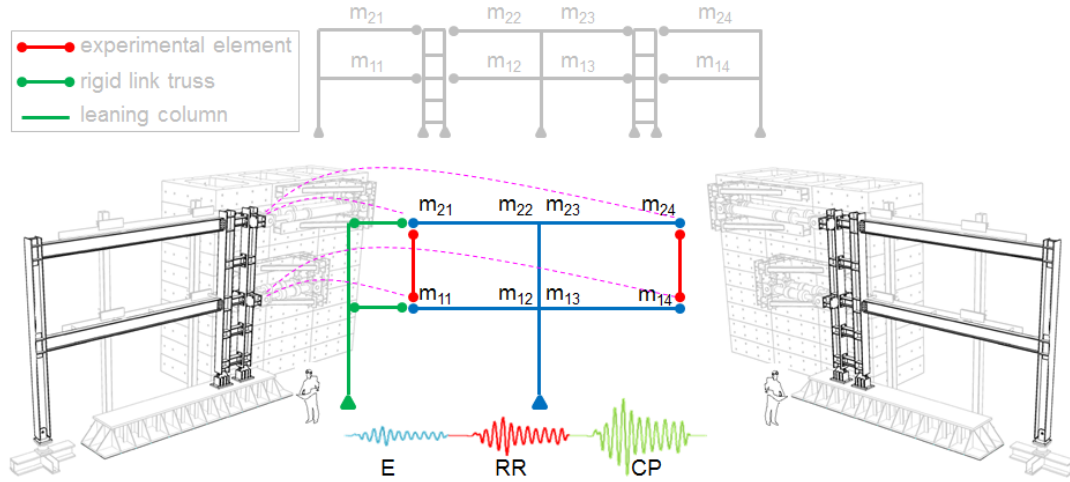 m21 m22 m23 m24
experimental element
m11 m12 m13 m14
rigid link truss
leaning column
m21 m22 m23 m24
m11 m12 m13 m14
E RR CP